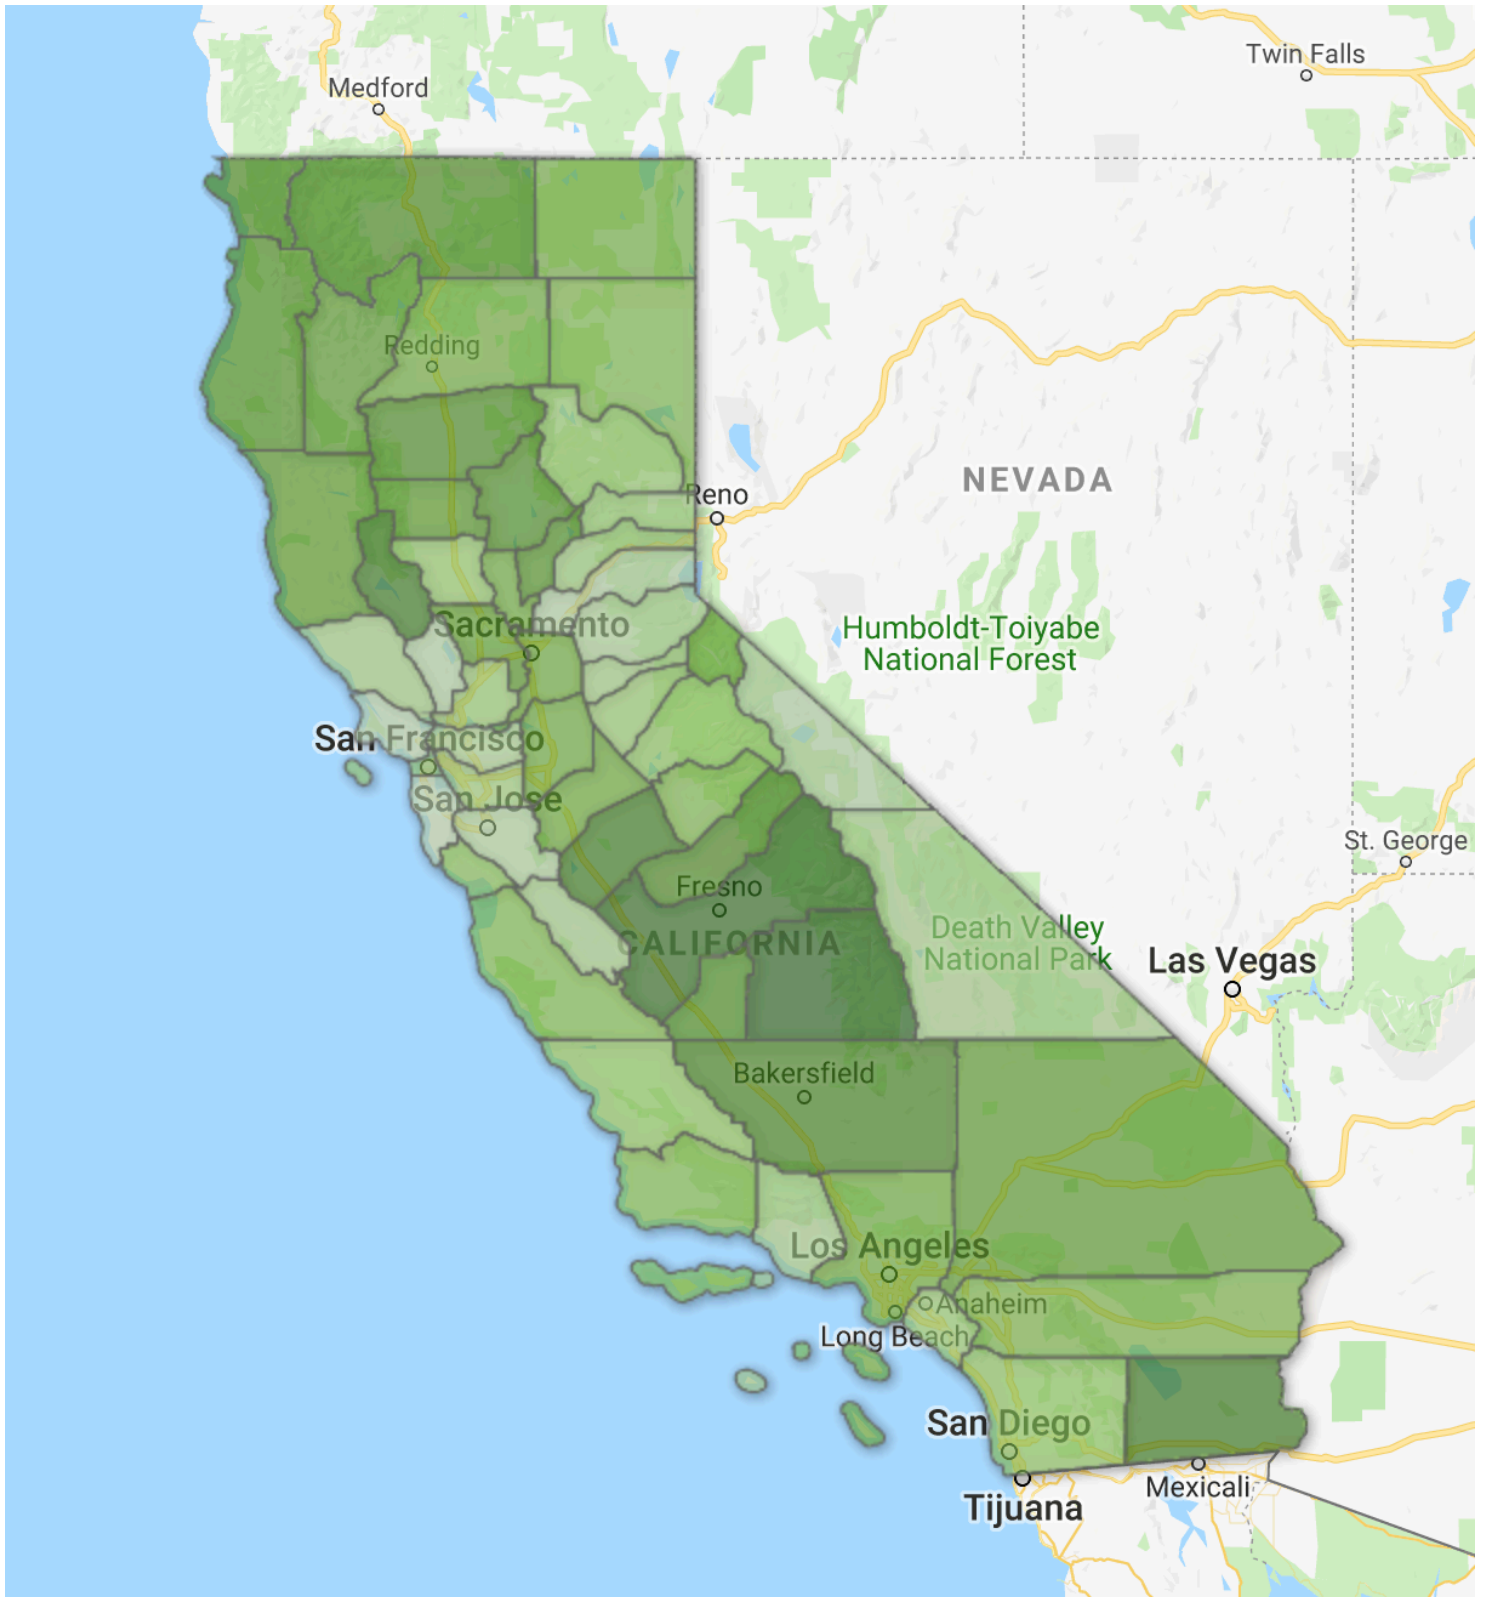 Twin Falls
Medford
Redding
NEVADA
Reno
Sacramento
Humboldt-Toiyabe
National Forest
San Francisco
San Jose
St. George
Fresno
CALIFORNIA
Death Valley
National Park
Las Vegas
Bakersfield
Los Angeles
Anaheim
Long Beach
San Diego
Mexicali
Tijuana